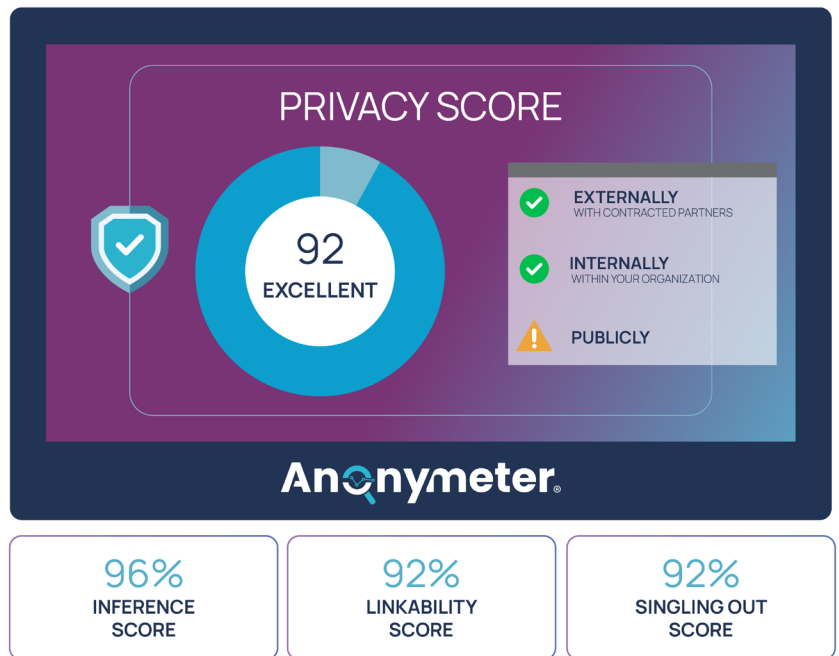 PRIVACY SCORE
92
EXCELLENT
EXTERNALLY
WITH CONTRACTED PARTNERS
INTERNALLY
WITHIN YOUR ORGANIZATION
PUBLICLY
Anonymeter®
96%
INFERENCE
SCORE
92%
LINKABILITY
SCORE
92%
SINGLING OUT
SCORE